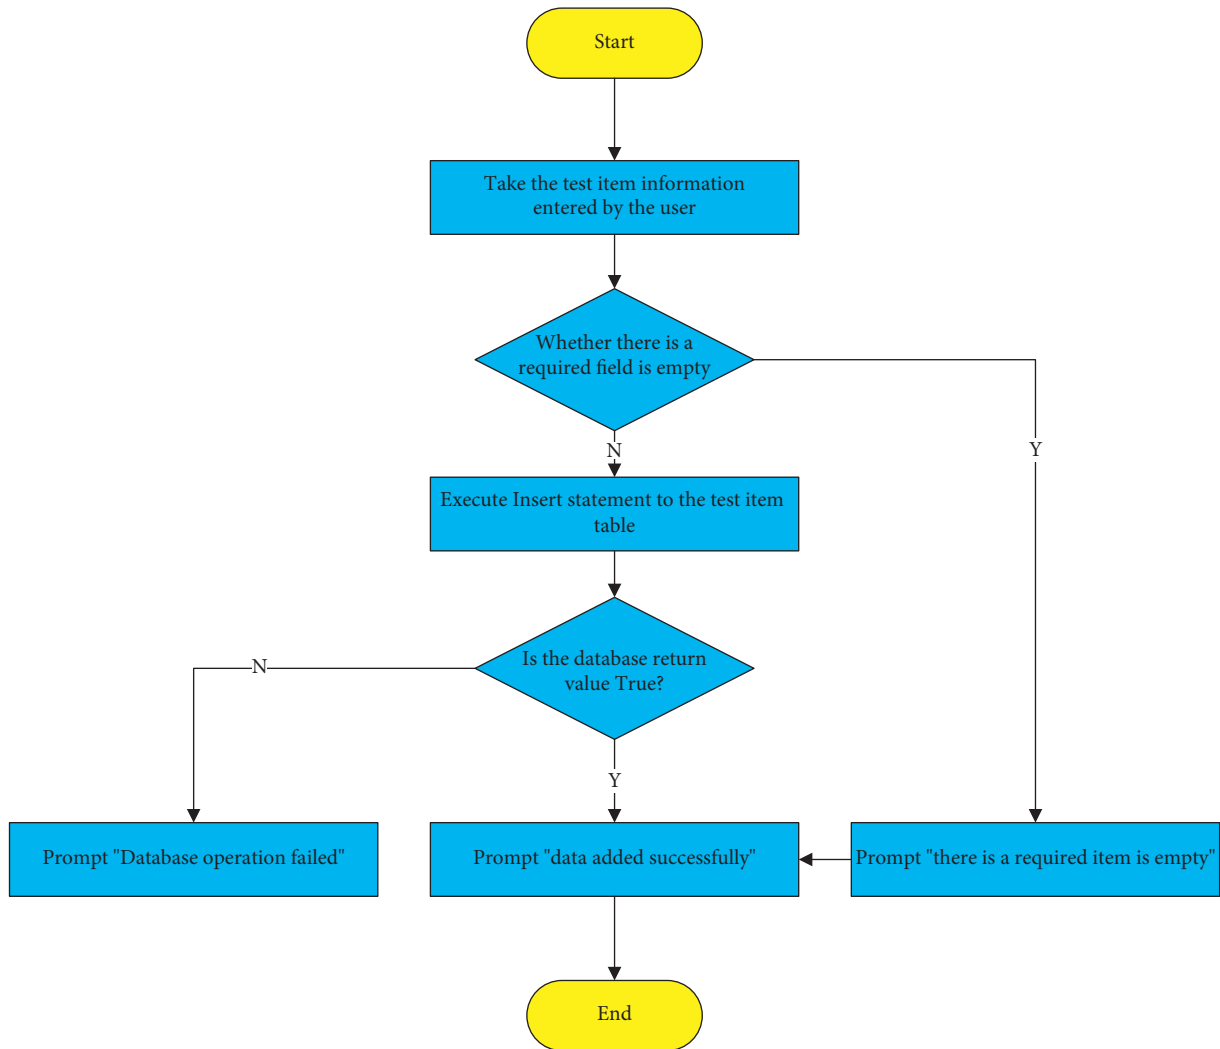 Start
Take the test item information
entered by the user
Whether there is a
required field is empty
N
Y
Execute Insert statement to the test item
table
Is the database return
value True?
N
Y
Prompt "Database operation failed"
Prompt "data added successfully"
Prompt "there is a required item is empty"
End